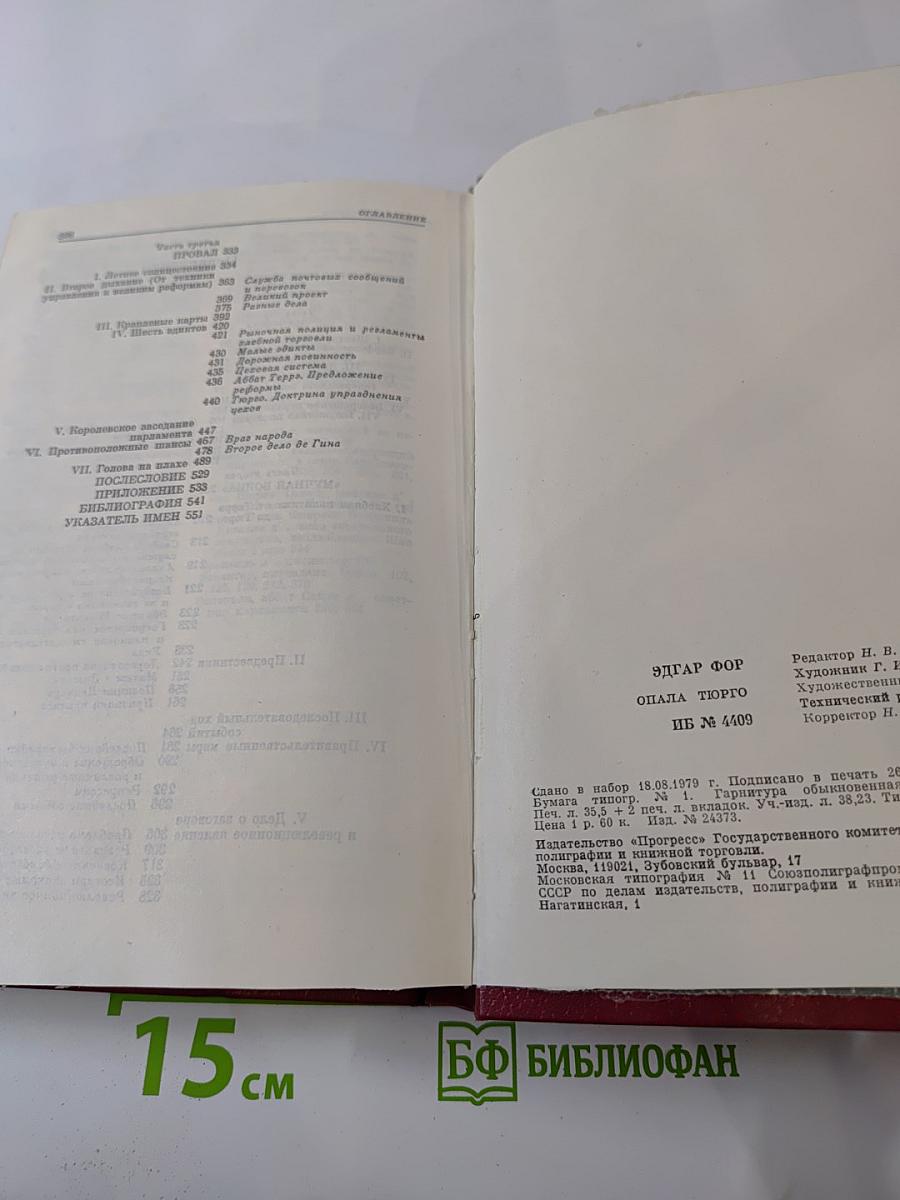 ОГЛАВЛЕНИЕ
Часть третья
ПРОВАЛ 333
I. Летнее солнцестояние 334
II. Второе дыхание (От техники
управления к великим реформам) 363 Служба почтовых сообщений
и перевозок
369 Великий проект
375 Разные дела
III. Крапленые карты 392
IV. Шесть эдиктов 420
421 Рыночная полиция и регламенты
хлебной торговли
430 Малые эдикты
431 Дорожная повинность
435 Цеховая система
436 Аббат Террэ. Предложение
реформы
440 Тюрго. Доктрина упразднения
цехов
V. Королевское заседание
парламента 447
VI. Противоположные шансы 467 Враг народа
478 Второе дело де Гина
VII. Голова на плахе 489
ПОСЛЕСЛОВИЕ 529
ПРИЛОЖЕНИЕ 533
БИБЛИОГРАФИЯ 541
УКАЗАТЕЛЬ ИМЕН 551
ЭДГАР ФОР
ОПАЛА ТЮРГО
ИБ № 4409
Редактор Н. В.
Художник Г. И
Художественны
Технический р
Корректор Н.
Сдано в набор 18.08.1979 г. Подписано в печать 26
Бумага типогр. № 1. Гарнитура обыкновенная
Печ. л. 35,5 + 2 печ. л. вкладок. Уч.-изд. л. 38,23. Ти
Цена 1 р. 60 к. Изд. № 24373.
Издательство «Прогресс» Государственного комитет
полиграфии и книжной торговли.
Москва, 119021, Зубовский бульвар, 17
Московская типография № 11 Союзполиграфпром
СССР по делам издательств, полиграфии и книж
Нагатинская, 1
15 см
БФ БИБЛИОФАН